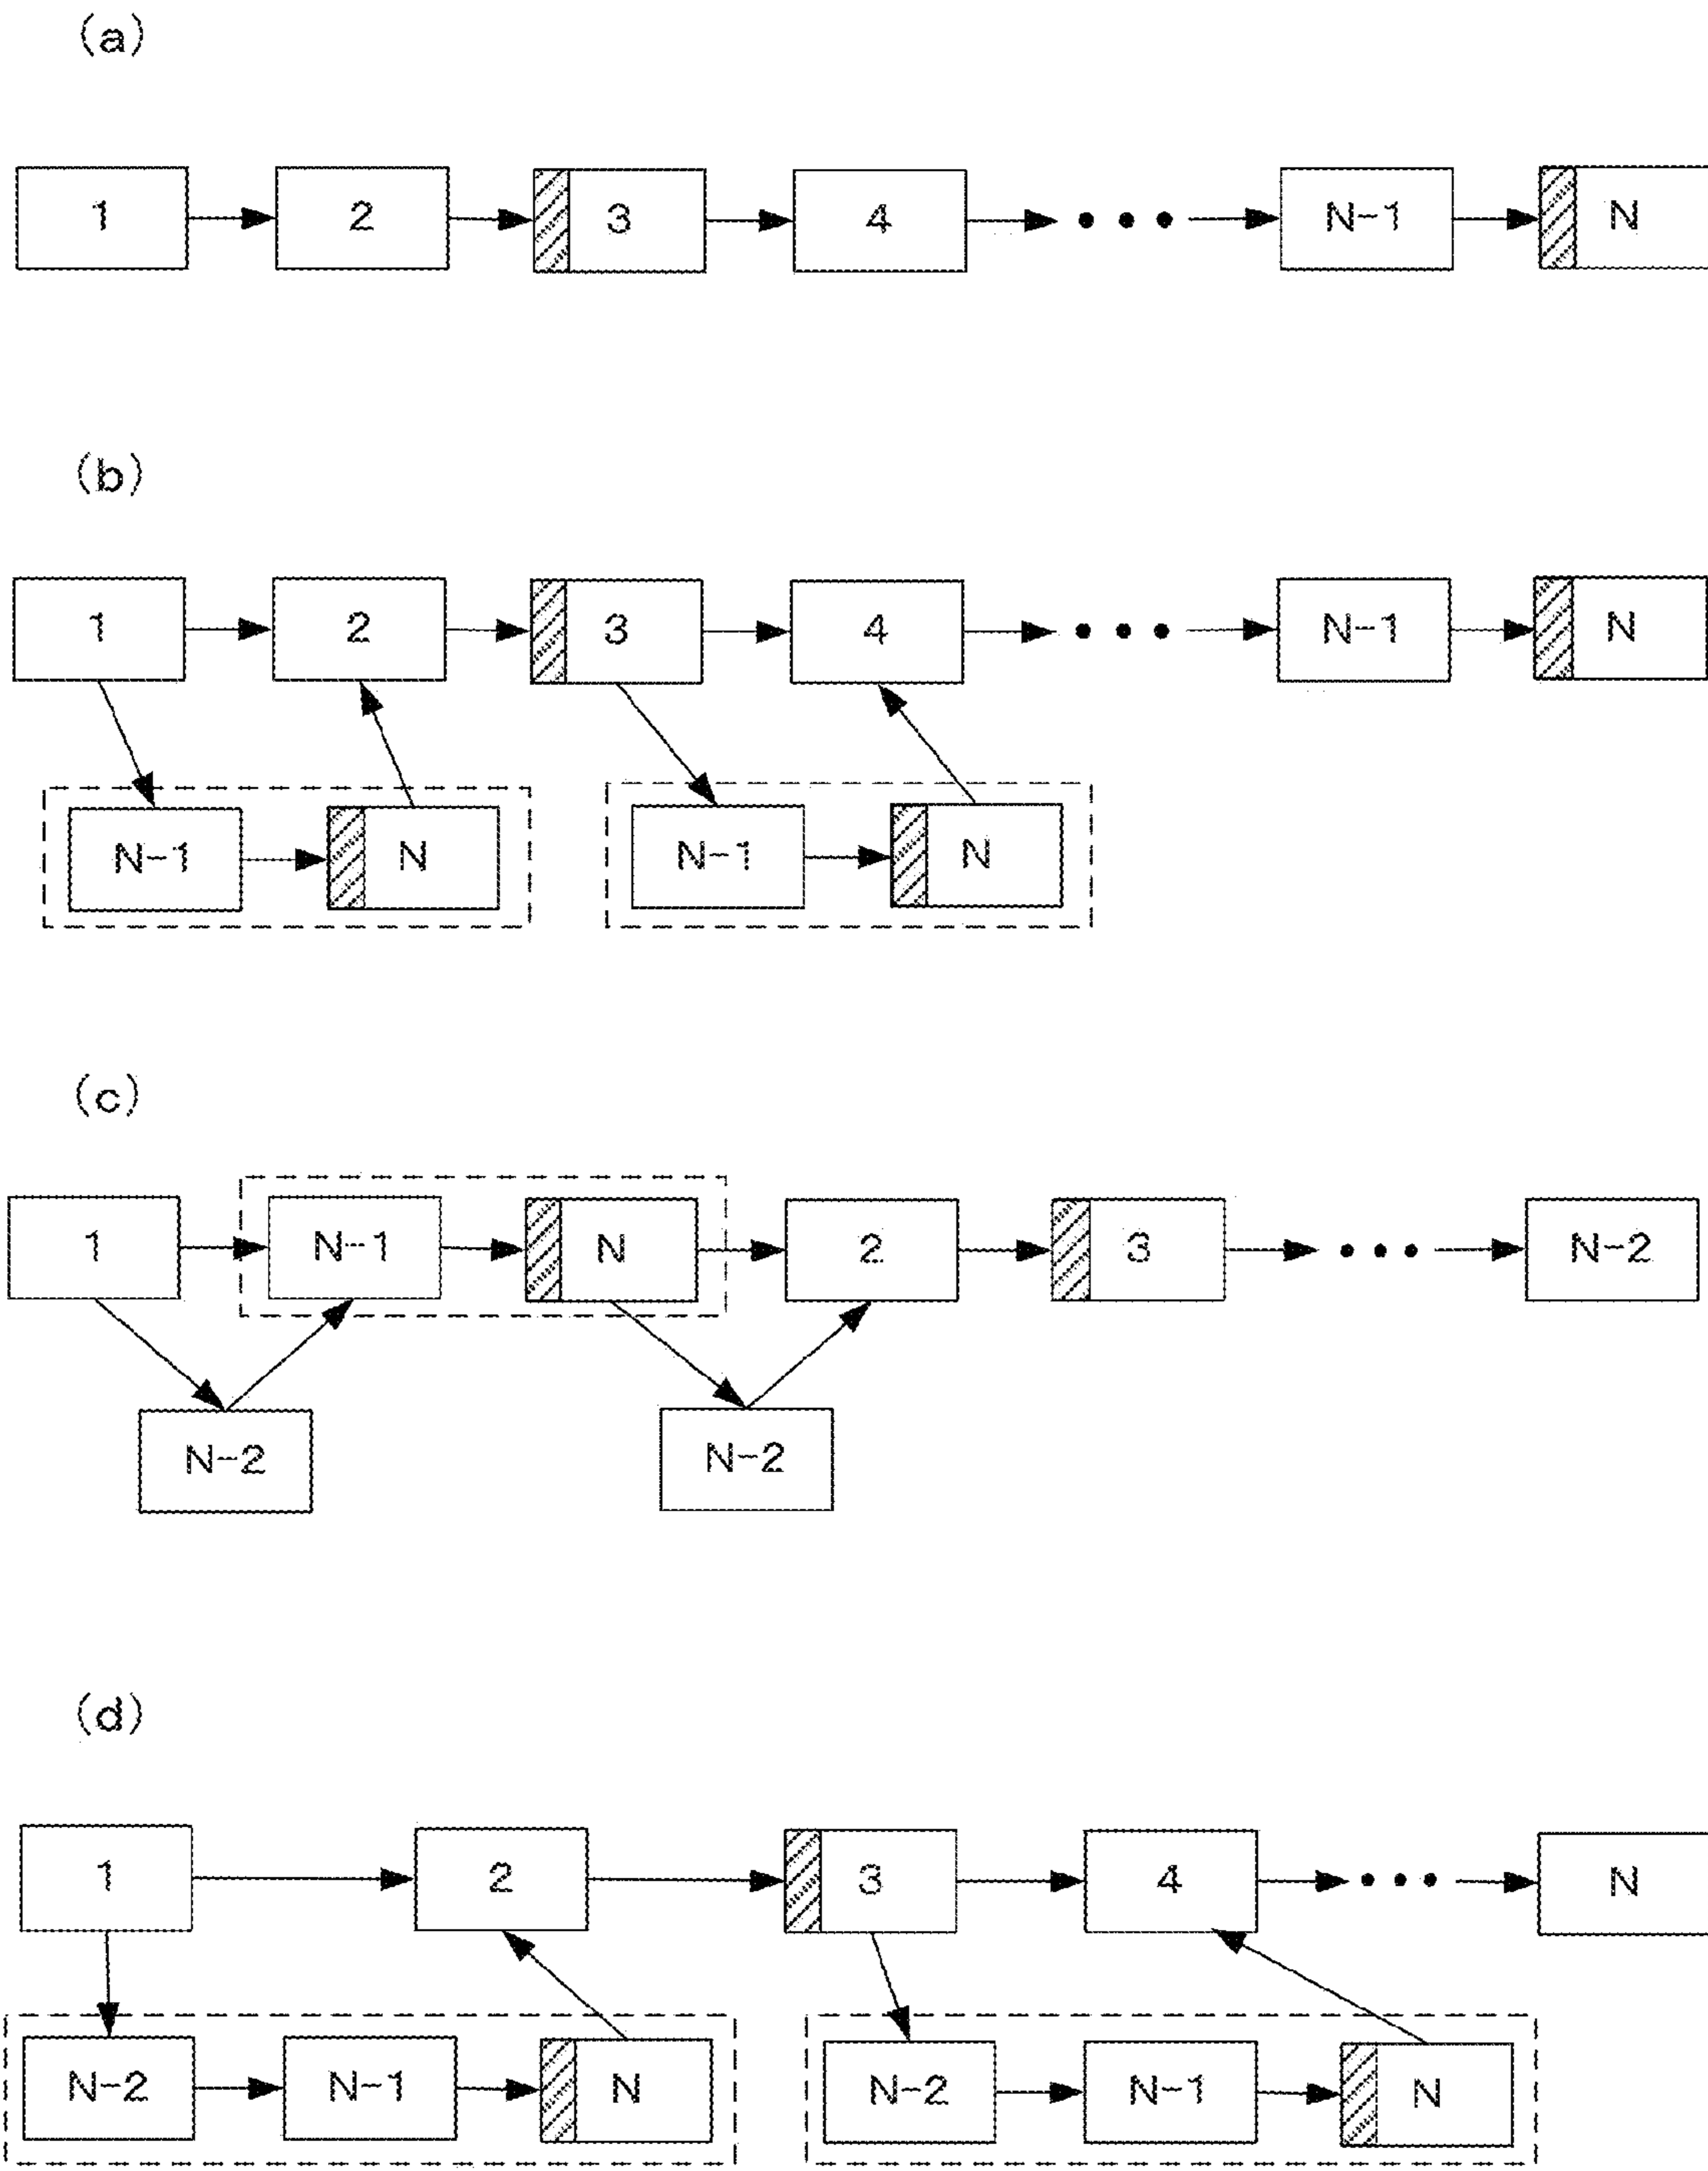 (a)
1 2 3 4 ••• N-1 N
(b)
1 2 3 4 ••• N-1 N
N-1 N N-1 N
(c)
1 N-1 N 2 3 ••• N-2
N-2 N-2
(d)
1 2 3 4 ••• N
N-2 N-1 N N-2 N-1 N